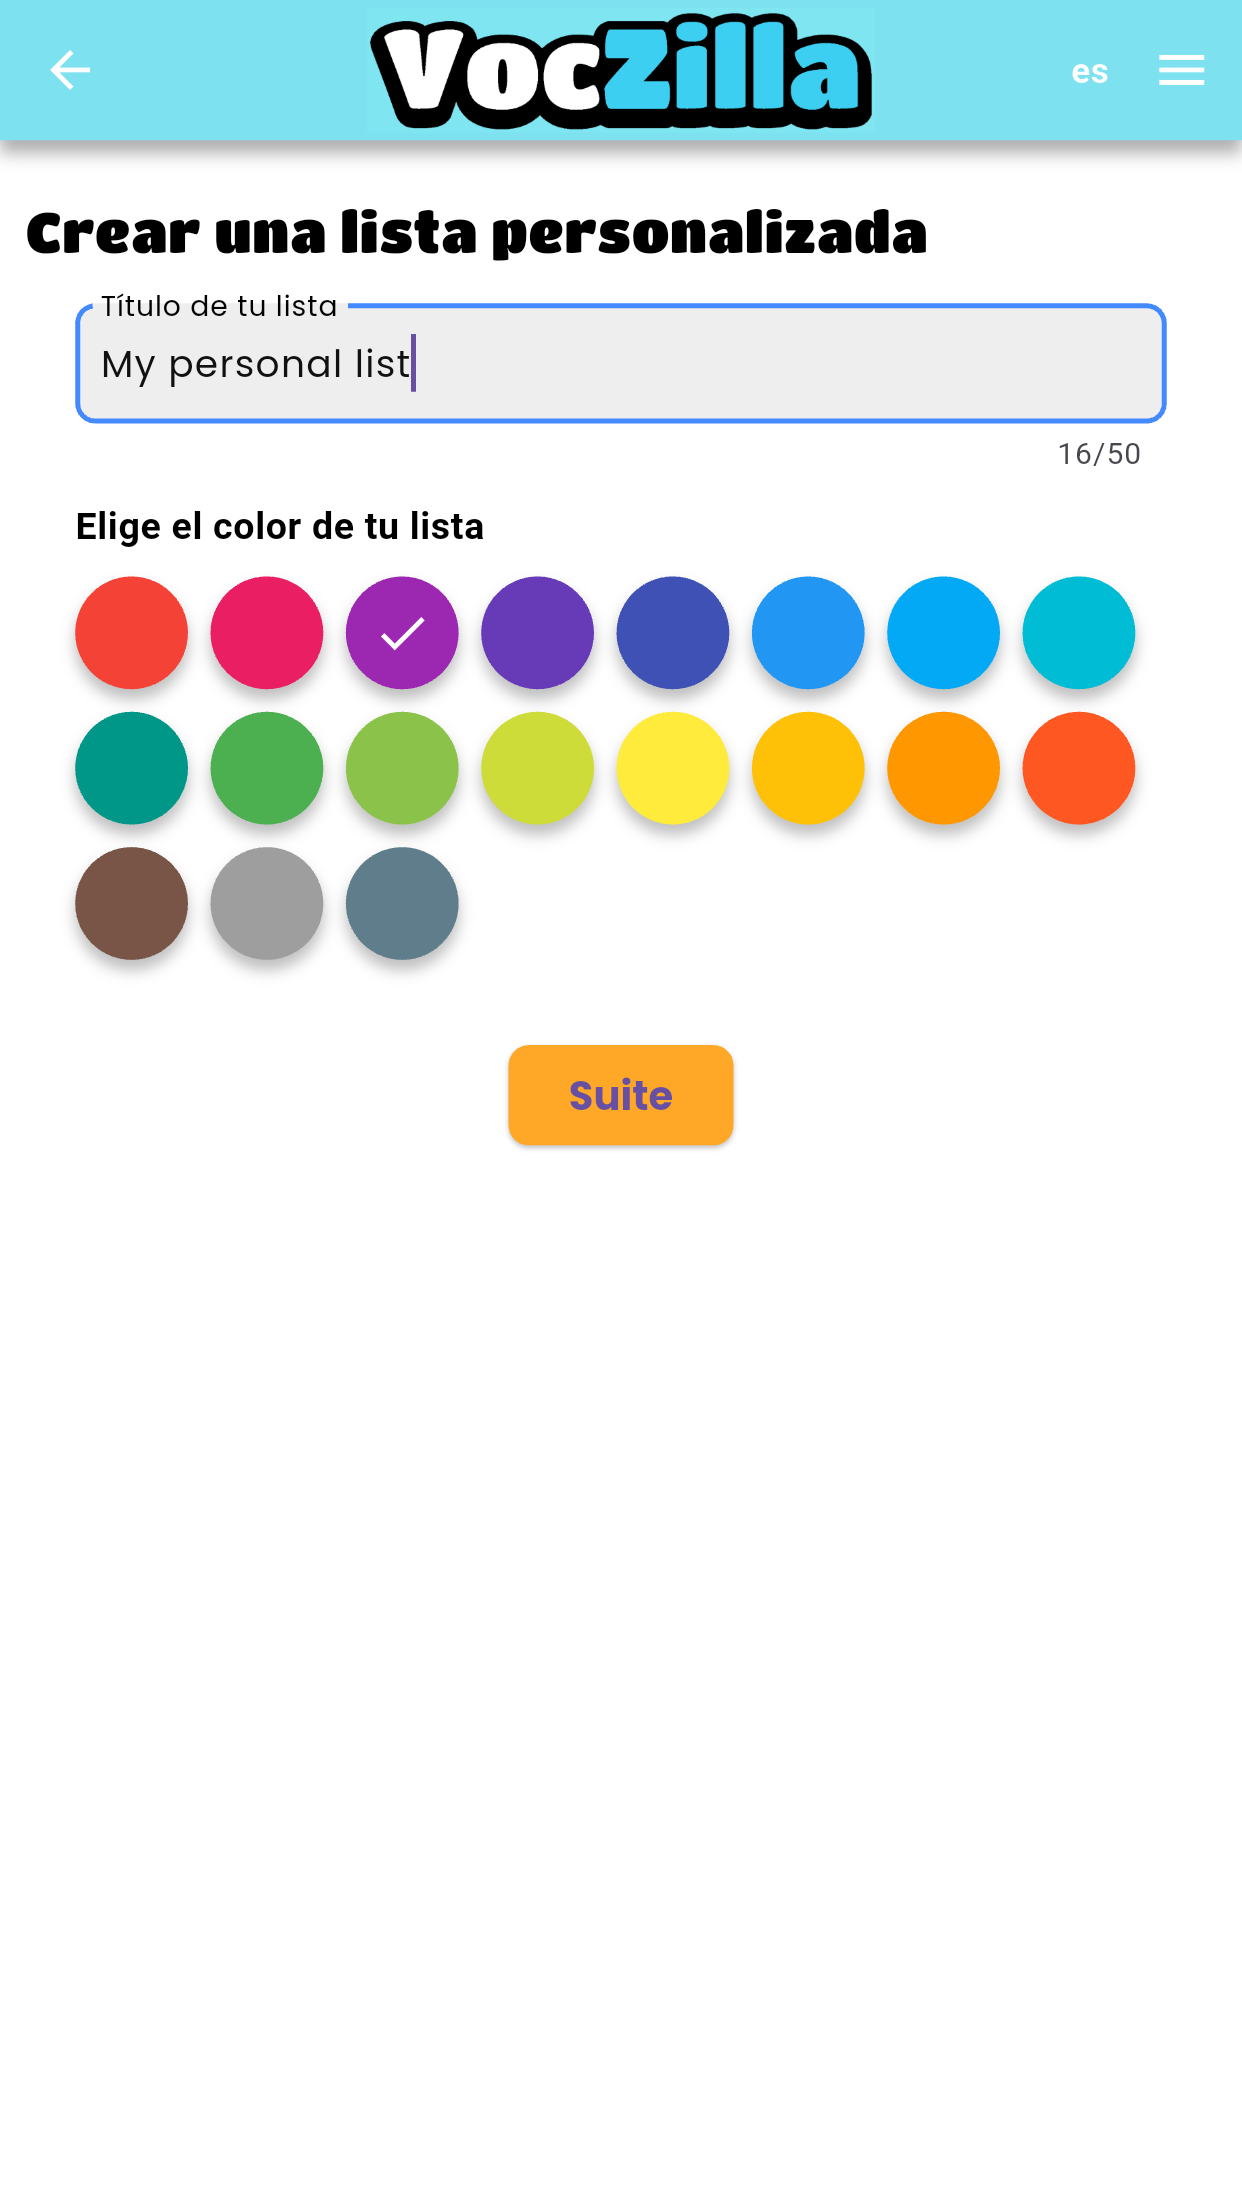 VocZilla
es
Crear una lista personalizada
Título de tu lista
My personal list
16/50
Elige el color de tu lista
Suite